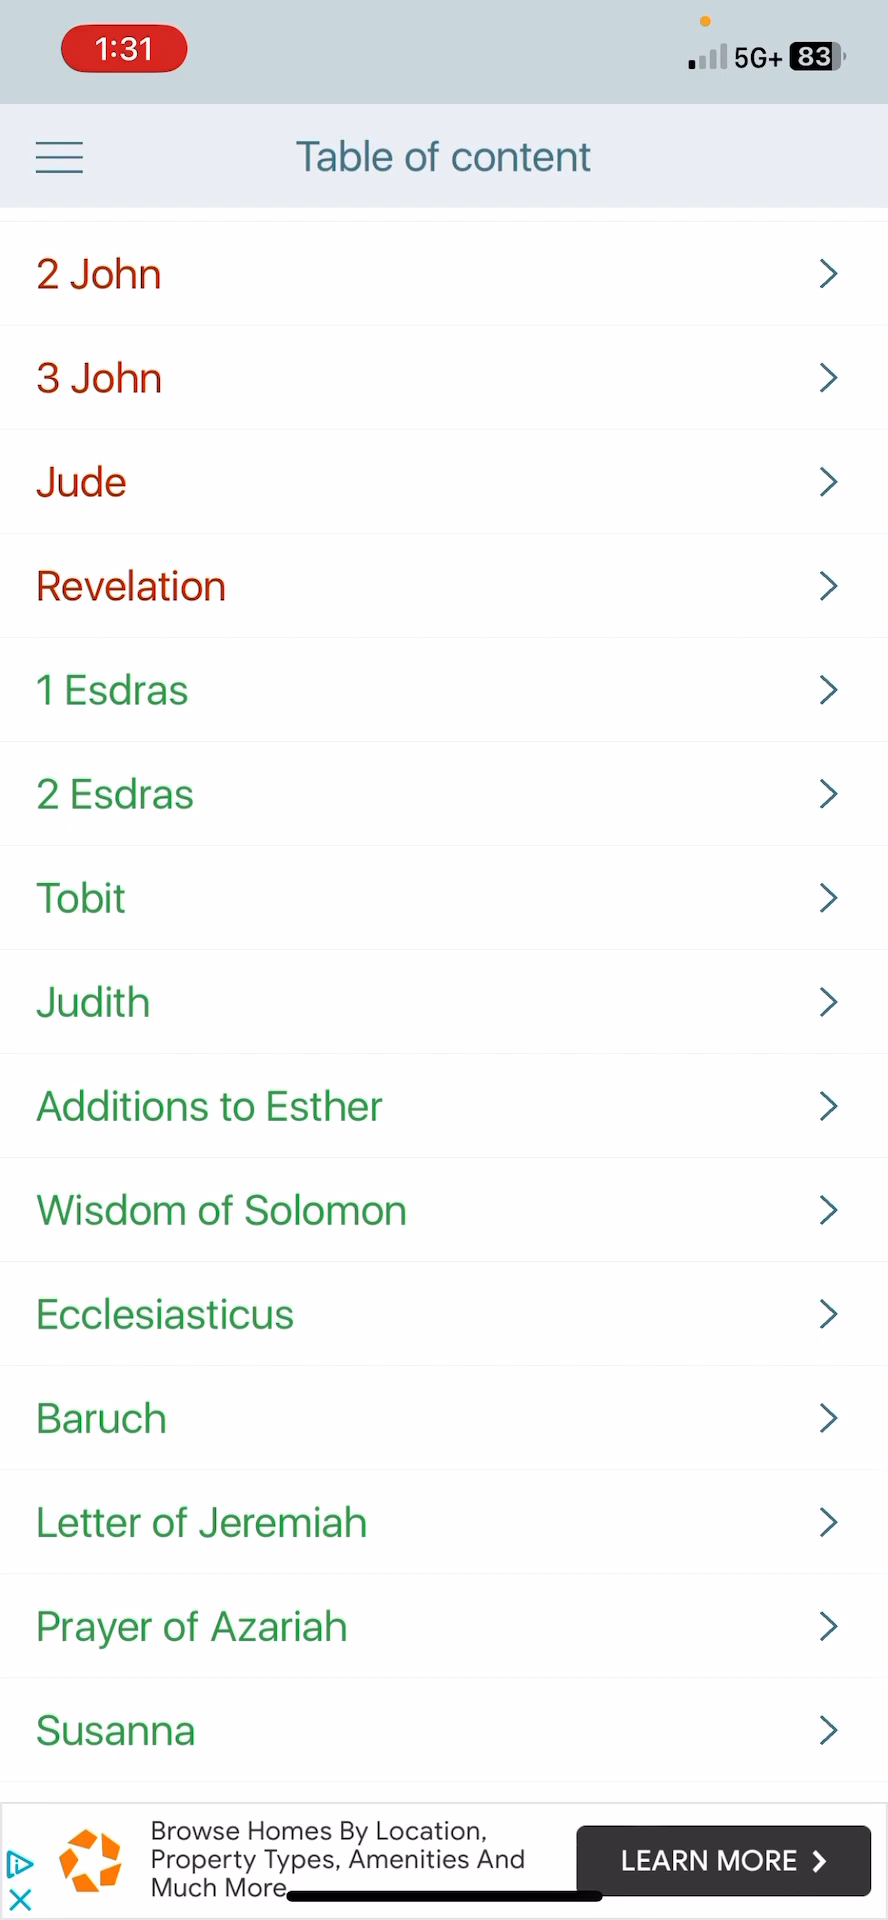 1:31
5G+ 83
Table of content
2 John
3 John
Jude
Revelation
1 Esdras
2 Esdras
Tobit
Judith
Additions to Esther
Wisdom of Solomon
Ecclesiasticus
Baruch
Letter of Jeremiah
Prayer of Azariah
Susanna
Browse Homes By Location,
Property Types, Amenities And
Much More
LEARN MORE